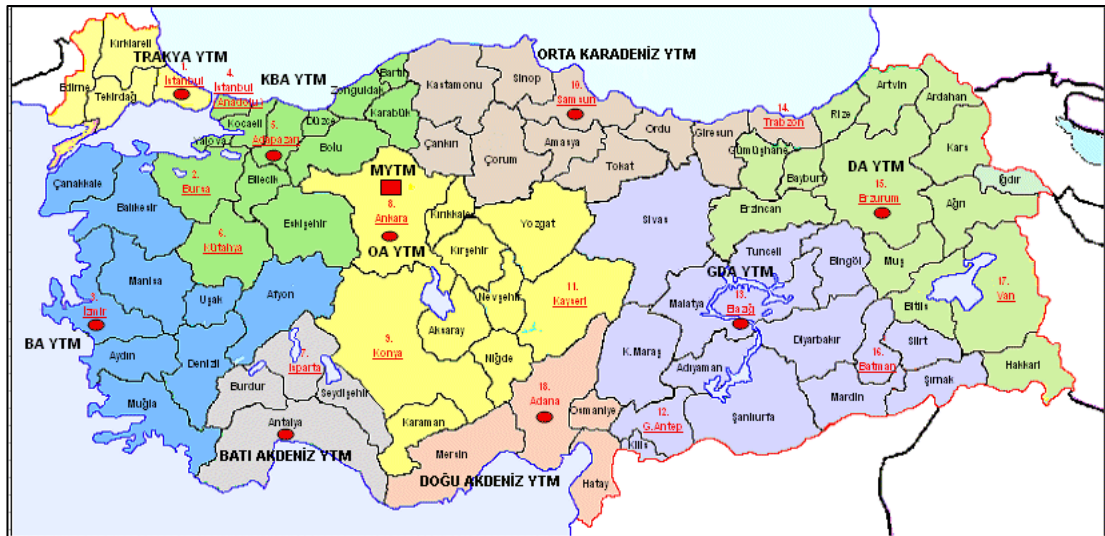 Kırklareli
TRAKYA YTM
1.
İstanbul
Edirne
Tekirdağ
4.
İstanbul
Anadolu
KBA YTM
Bartın
Zonguldak
Karabük
Kocaeli
Yalova
5.
Adapazarı
Düzce
Bolu
2.
Bursa
Bilecik
Eskişehir
6.
Kütahya
ORTA KARADENİZ YTM
Kastamonu
Sinop
10.
Samsun
Çankırı
Çorum
Amasya
Ordu
Tokat
Giresun
14.
Trabzon
Gümüşhane
Rize
Artvin
Ardahan
Kars
Bayburt
DA YTM
15.
Erzurum
Erzincan
Ağrı
Iğdır
Muş
Bitlis
17.
Van
Hakkari
Çanakkale
Balıkesir
Manisa
3.
İzmir
Uşak
Afyon
BA YTM
Aydın
Denizli
Muğla
7.
Isparta
Burdur
Seydişehir
Antalya
BATI AKDENİZ YTM
MYTM
8.
Ankara
OA YTM
Kırıkkale
Kırşehir
Yozgat
Nevşehir
11.
Kayseri
Aksaray
9.
Konya
Niğde
Karaman
Mersin
18.
Adana
Osmaniye
DOĞU AKDENİZ YTM
Hatay
Sivas
Tunceli
Bingöl
GDA YTM
Malatya
13.
Elazığ
K.Maraş
Adıyaman
Diyarbakır
16.
Batman
Siirt
Şırnak
Mardin
Şanlıurfa
12.
G.Antep
Kilis